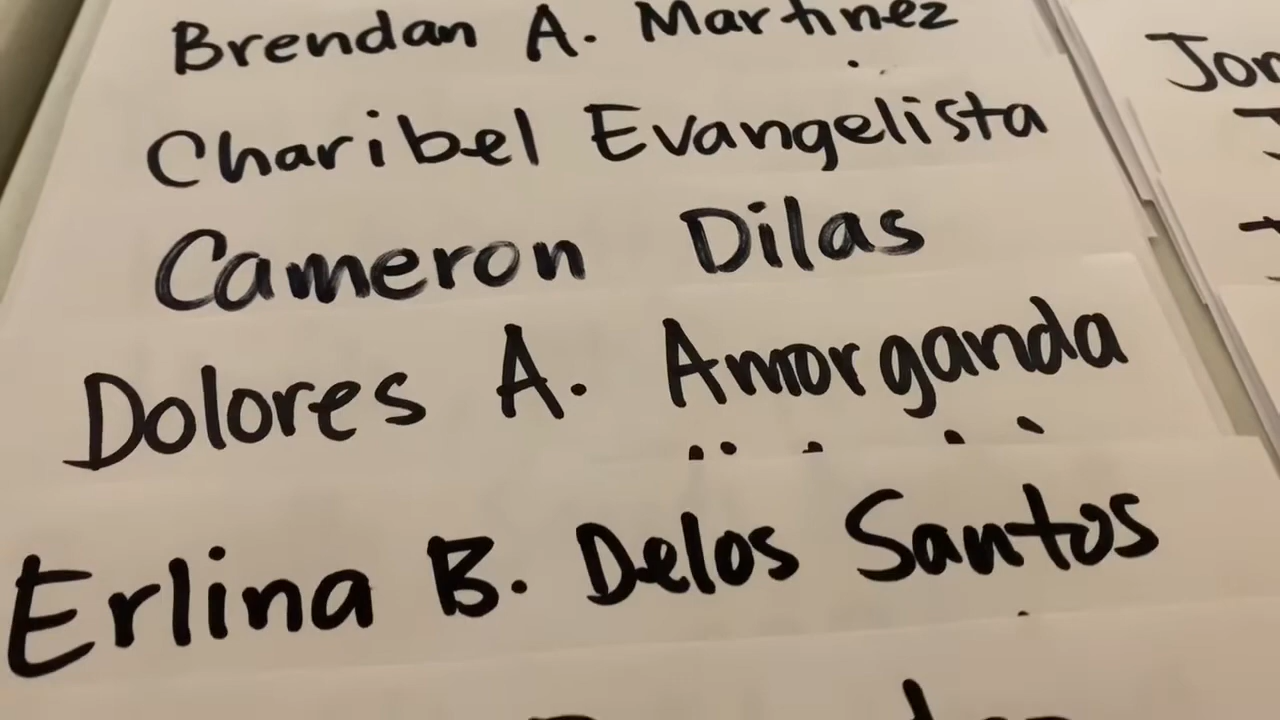 Brendan A. Martinez
Charibel Evangelista
Cameron Dilas
Dolores A. Amorganda
Erlina B. Delos Santos